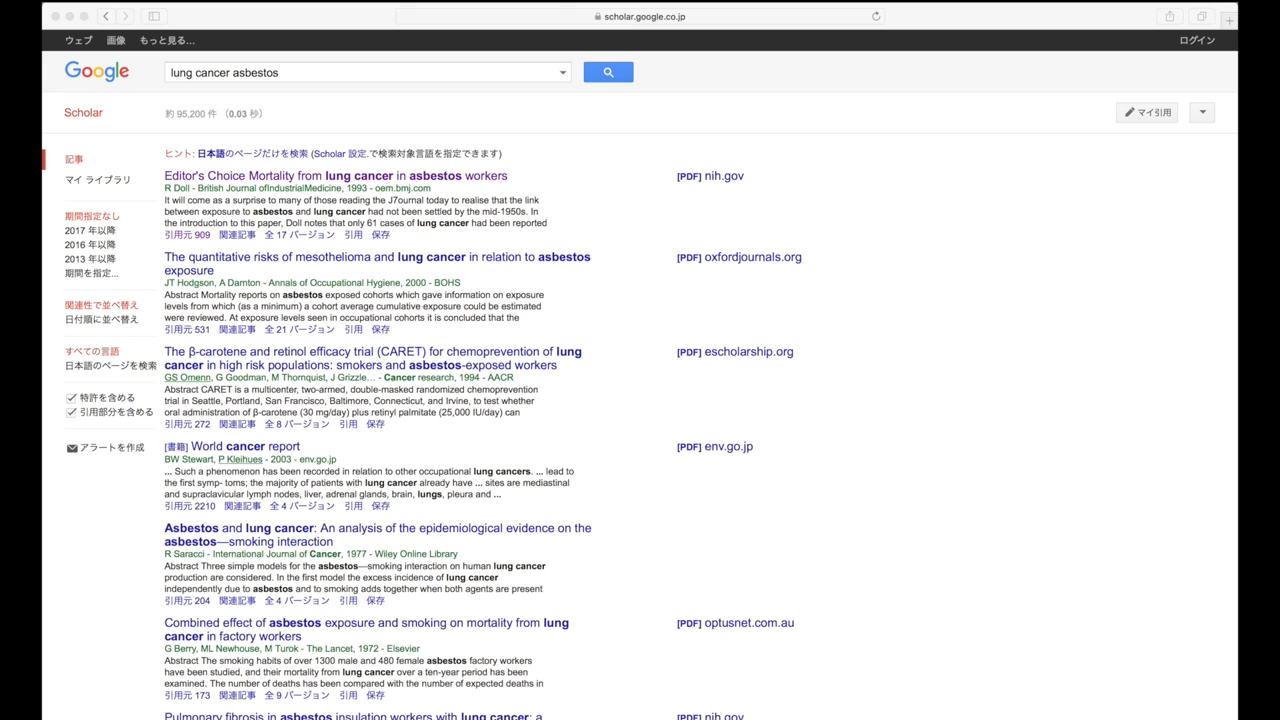 scholar.google.co.jp
ウェブ 画像 もっと見る... ログイン
Google lung cancer asbestos
Scholar 約 95,200 件 (0.03 秒) マイ引用
記事
マイ ライブラリ
期間指定なし
2017 年以降
2016 年以降
2013 年以降
期間を指定...
関連性で並べ替え
日付順に並べ替え
すべての言語
日本語のページを検索
特許を含める
引用部分を含める
アラートを作成
ヒント: 日本語のページだけを検索 (Scholar 設定.で検索対象言語を指定できます)
Editor's Choice Mortality from lung cancer in asbestos workers [PDF] nih.gov
R Doll - British Journal ofIndustrialMedicine, 1993 - oem.bmj.com
It will come as a surprise to many of those reading the J7ournal today to realise that the link
between exposure to asbestos and lung cancer had not been settled by the mid-1950s. In
the introduction to this paper, Doll notes that only 61 cases of lung cancer had been reported
引用元 909 関連記事 全 17 バージョン 引用 保存
The quantitative risks of mesothelioma and lung cancer in relation to asbestos [PDF] oxfordjournals.org
exposure
JT Hodgson, A Darnton - Annals of Occupational Hygiene, 2000 - BOHS
Abstract Mortality reports on asbestos exposed cohorts which gave information on exposure
levels from which (as a minimum) a cohort average cumulative exposure could be estimated
were reviewed. At exposure levels seen in occupational cohorts it is concluded that the
引用元 531 関連記事 全 21 バージョン 引用 保存
The β-carotene and retinol efficacy trial (CARET) for chemoprevention of lung [PDF] escholarship.org
cancer in high risk populations: smokers and asbestos-exposed workers
GS Omenn, G Goodman, M Thornquist, J Grizzle… - Cancer research, 1994 - AACR
Abstract CARET is a multicenter, two-armed, double-masked randomized chemoprevention
trial in Seattle, Portland, San Francisco, Baltimore, Connecticut, and Irvine, to test whether
oral administration of β-carotene (30 mg/day) plus retinyl palmitate (25,000 IU/day) can
引用元 272 関連記事 全 8 バージョン 引用 保存
[書籍] World cancer report [PDF] env.go.jp
BW Stewart, P Kleihues - 2003 - env.go.jp
... Such a phenomenon has been recorded in relation to other occupational lung cancers. ... lead to
the first symp- toms; the majority of patients with lung cancer already have ... sites are mediastinal
and supraclavicular lymph nodes, liver, adrenal glands, brain, lungs, pleura and ...
引用元 2210 関連記事 全 4 バージョン 引用 保存
Asbestos and lung cancer: An analysis of the epidemiological evidence on the
asbestos—smoking interaction
R Saracci - International Journal of Cancer, 1977 - Wiley Online Library
Abstract Three simple models for the asbestos—smoking interaction on human lung cancer
production are considered. In the first model the excess incidence of lung cancer
independently due to asbestos and to smoking adds together when both agents are present
引用元 204 関連記事 全 4 バージョン 引用 保存
Combined effect of asbestos exposure and smoking on mortality from lung [PDF] optusnet.com.au
cancer in factory workers
G Berry, ML Newhouse, M Turok - The Lancet, 1972 - Elsevier
Abstract The smoking habits of over 1300 male and 480 female asbestos factory workers
have been studied, and their mortality from lung cancer over a ten-year period has been
examined. The number of deaths has been compared with the number of expected deaths in
引用元 173 関連記事 全 9 バージョン 引用 保存
Pulmonary fibrosis in asbestos insulation workers with lung cancer: a [PDF] nih.gov